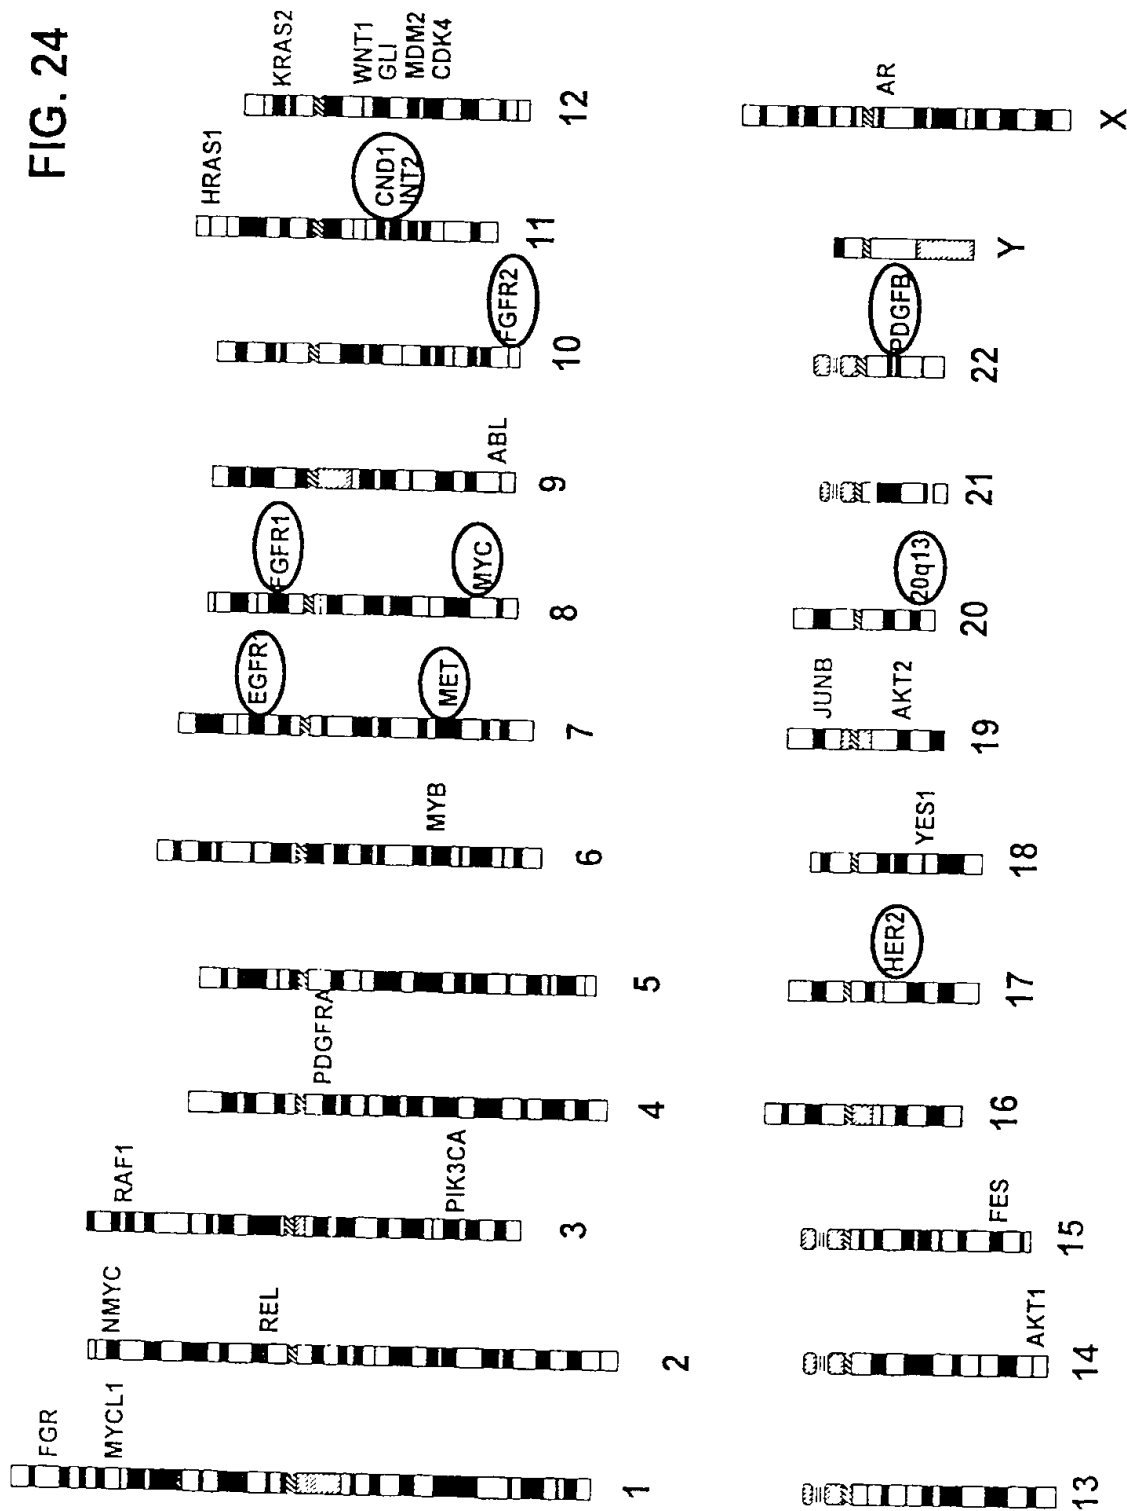 FIG. 24
FGR
MYCL1
1
NMYC
REL
2
RAF1
PIK3CA
3
PDGFRA
4
5
MYB
6
EGFR
MET
7
FGFR1
MYC
8
ABL
9
FGFR2
10
HRAS1
CND1
INT2
11
KRAS2
WNT1
GLI
MDM2
CDK4
12
13
AKT1
14
FES
15
16
HER2
17
YES1
18
JUNB
AKT2
19
20q13
20
21
PDGFB
22
Y
AR
X